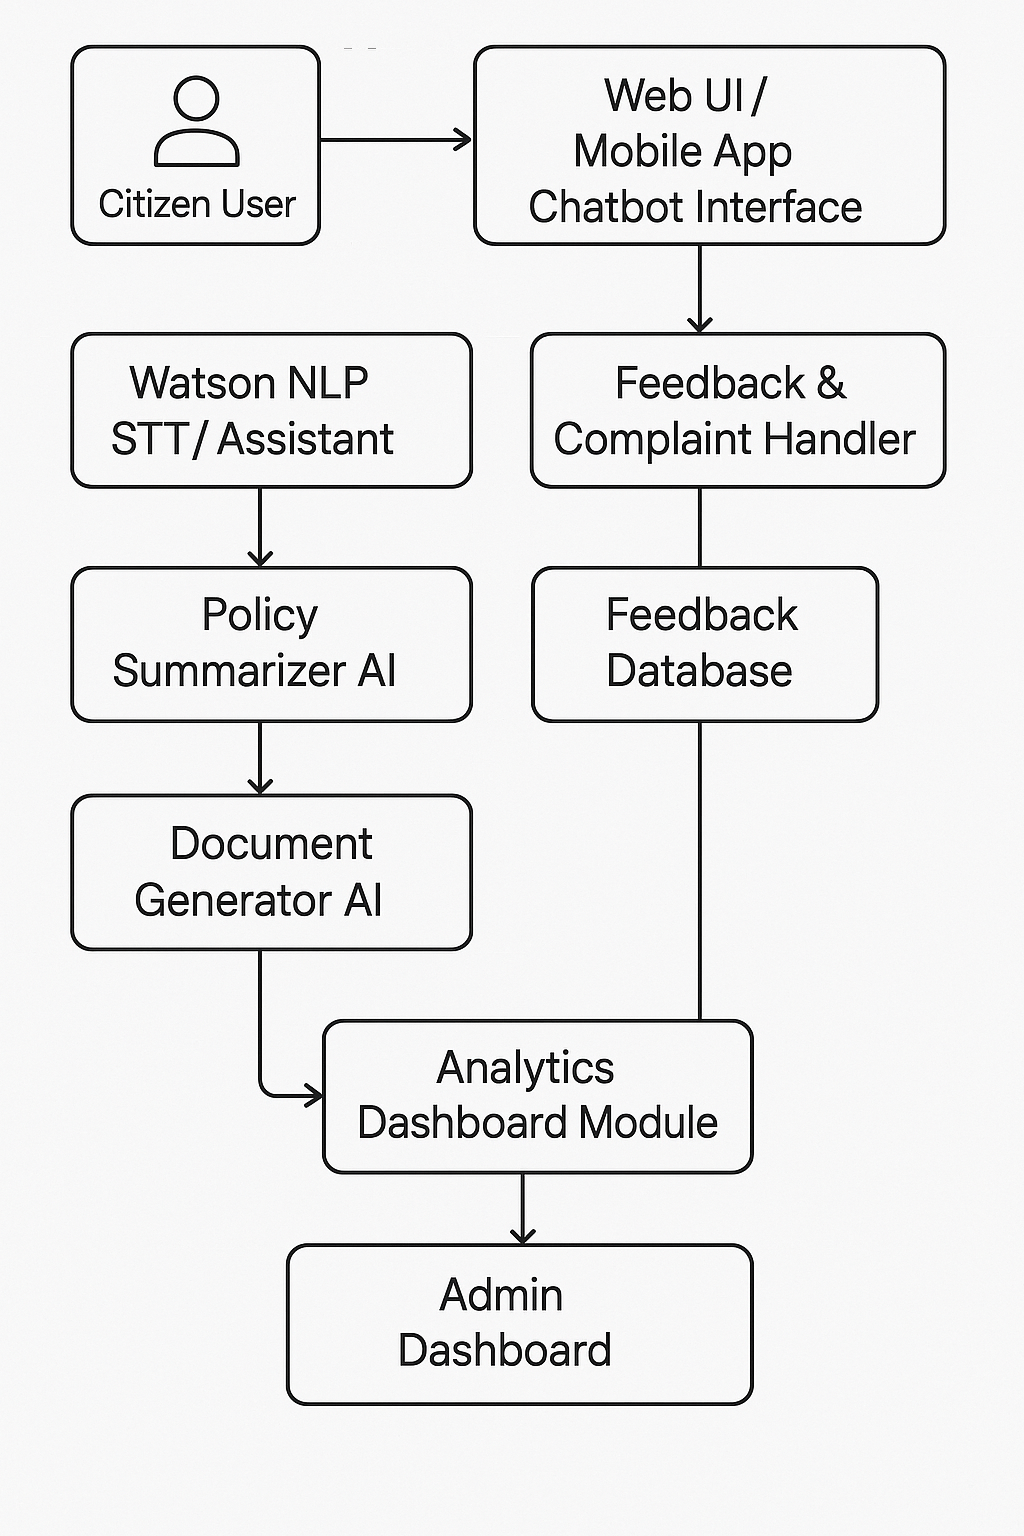 Citizen User
Web UI /
Mobile App
Chatbot Interface
Watson NLP
STT / Assistant
Feedback &
Complaint Handler
Policy
Summarizer AI
Feedback
Database
Document
Generator AI
Analytics
Dashboard Module
Admin
Dashboard